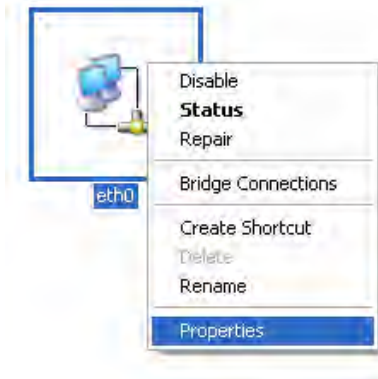 eth0
Disable
Status
Repair
Bridge Connections
Create Shortcut
Delete
Rename
Properties